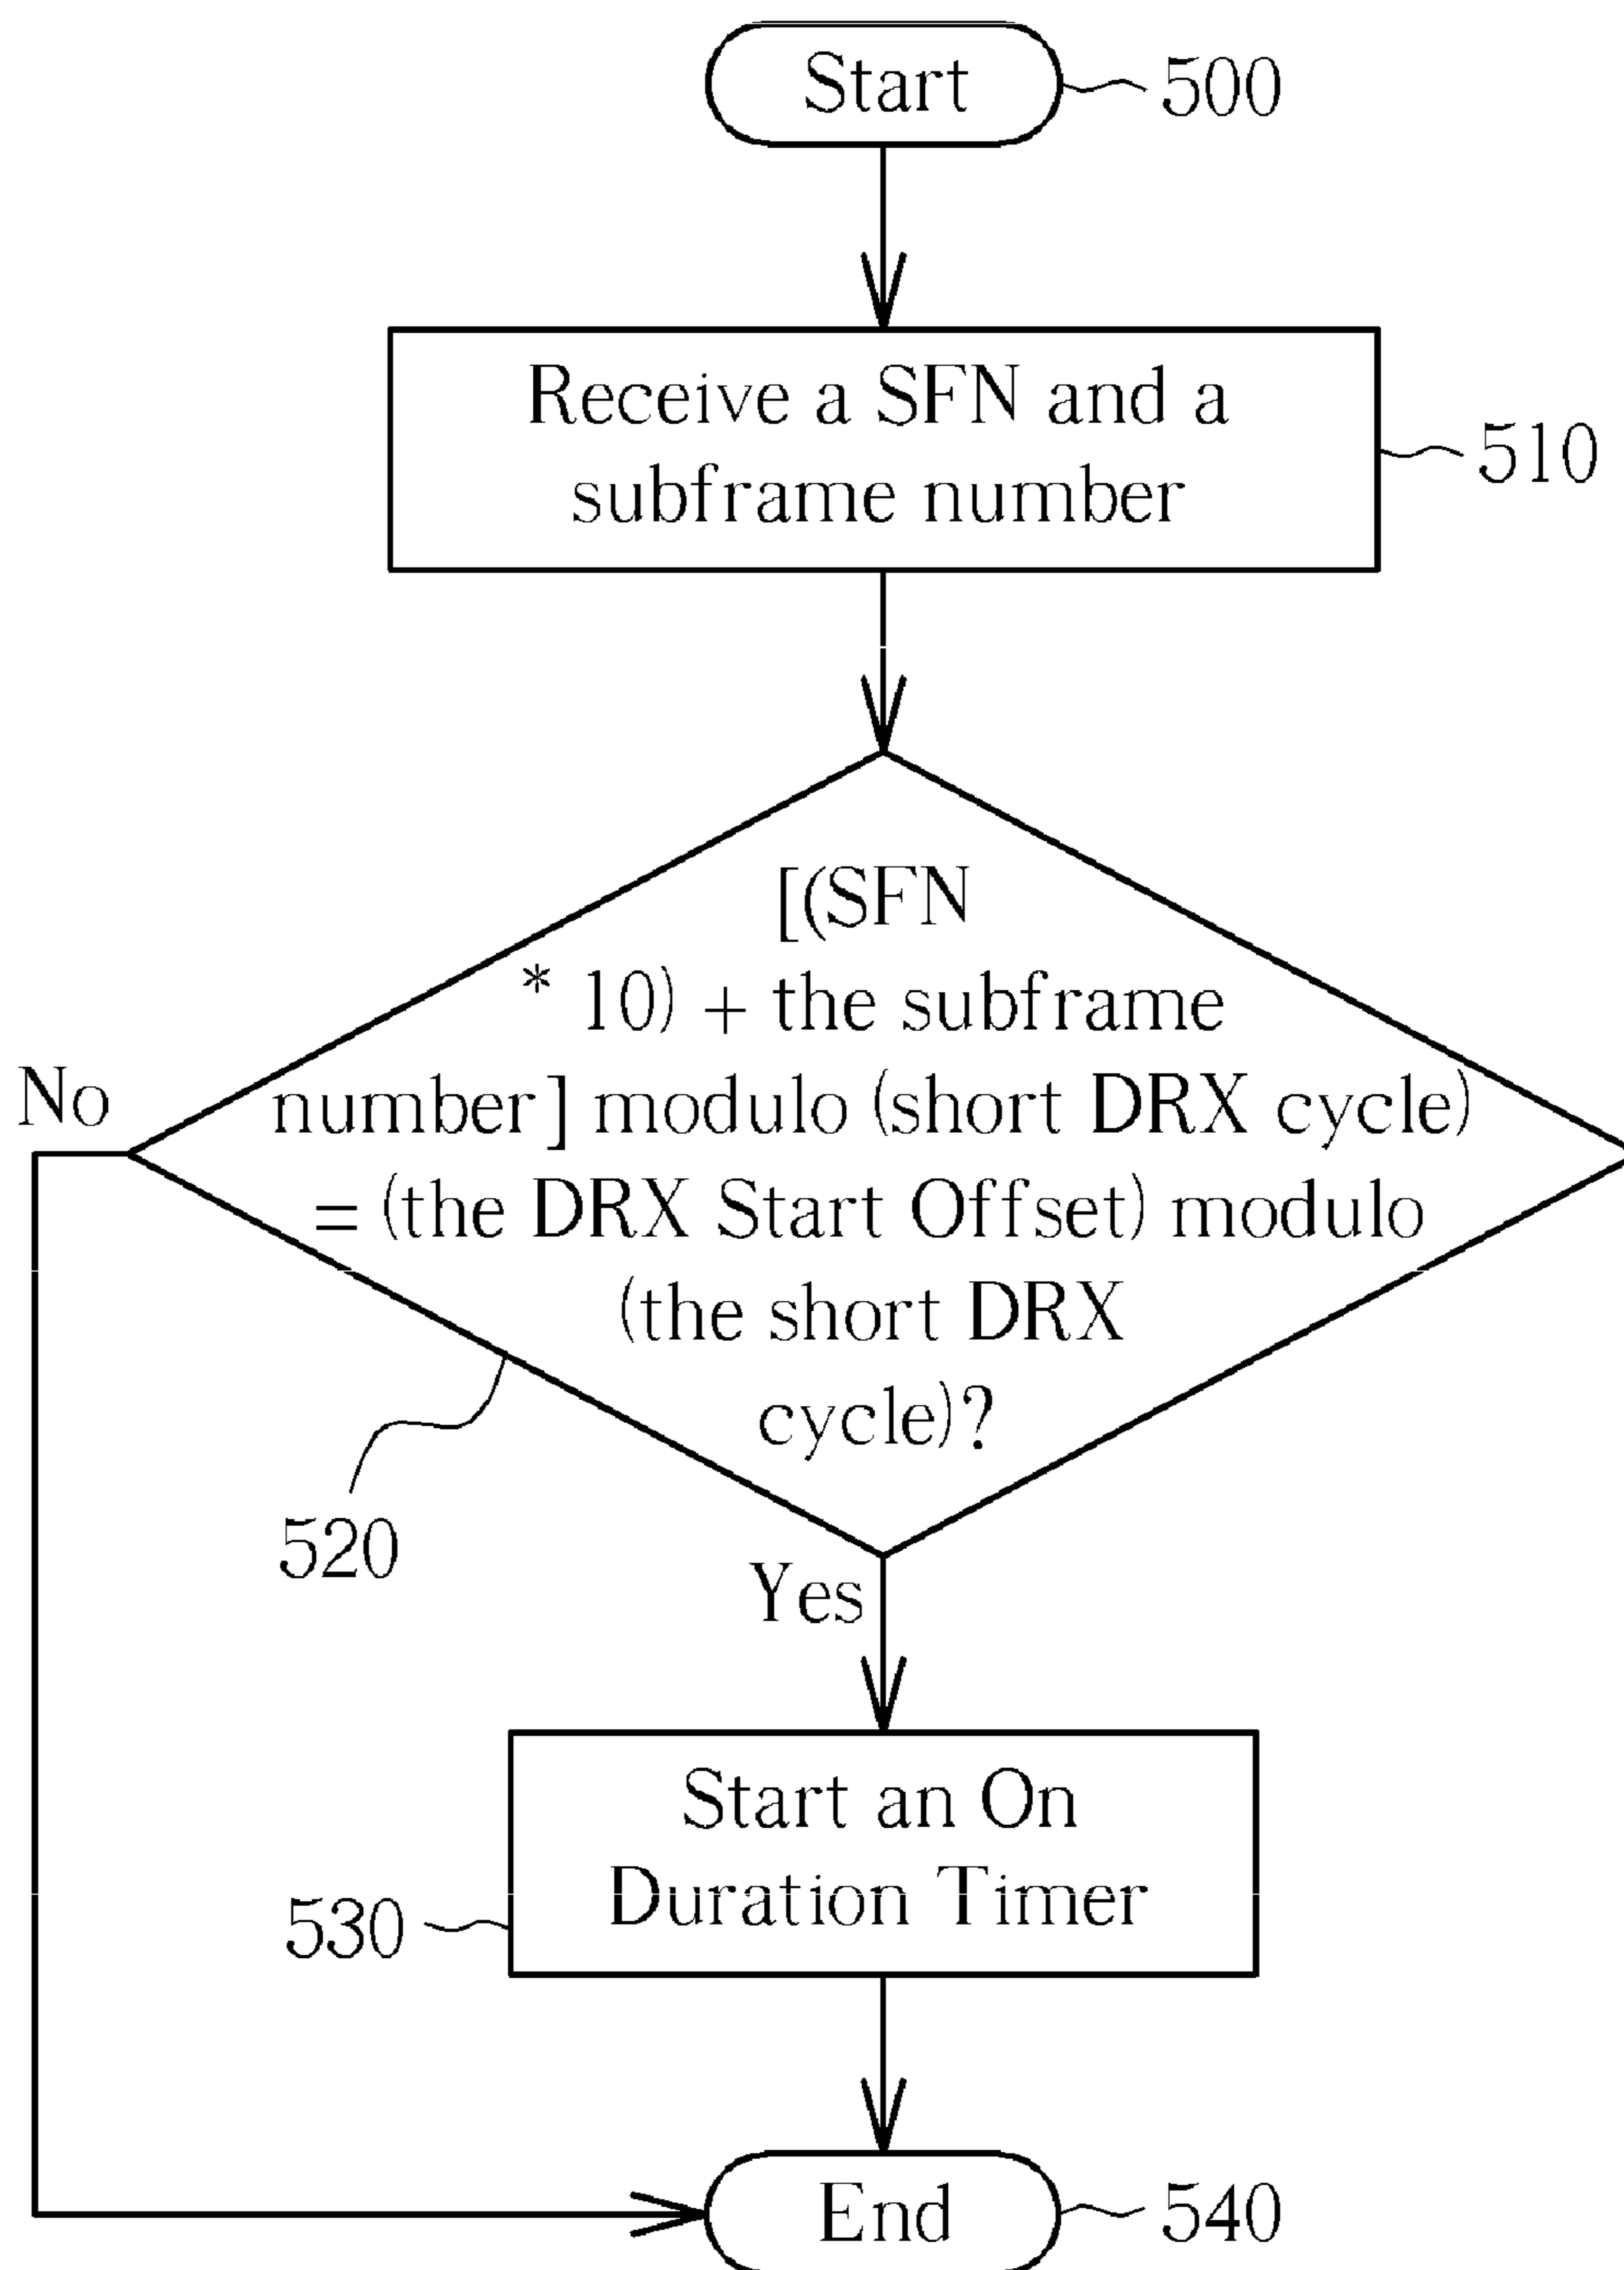 Start
500
Receive a SFN and a
subframe number
510
[(SFN
* 10) + the subframe
number] modulo (short DRX cycle)
= (the DRX Start Offset) modulo
(the short DRX
cycle)?
No
520
Yes
Start an On
Duration Timer
530
End
540